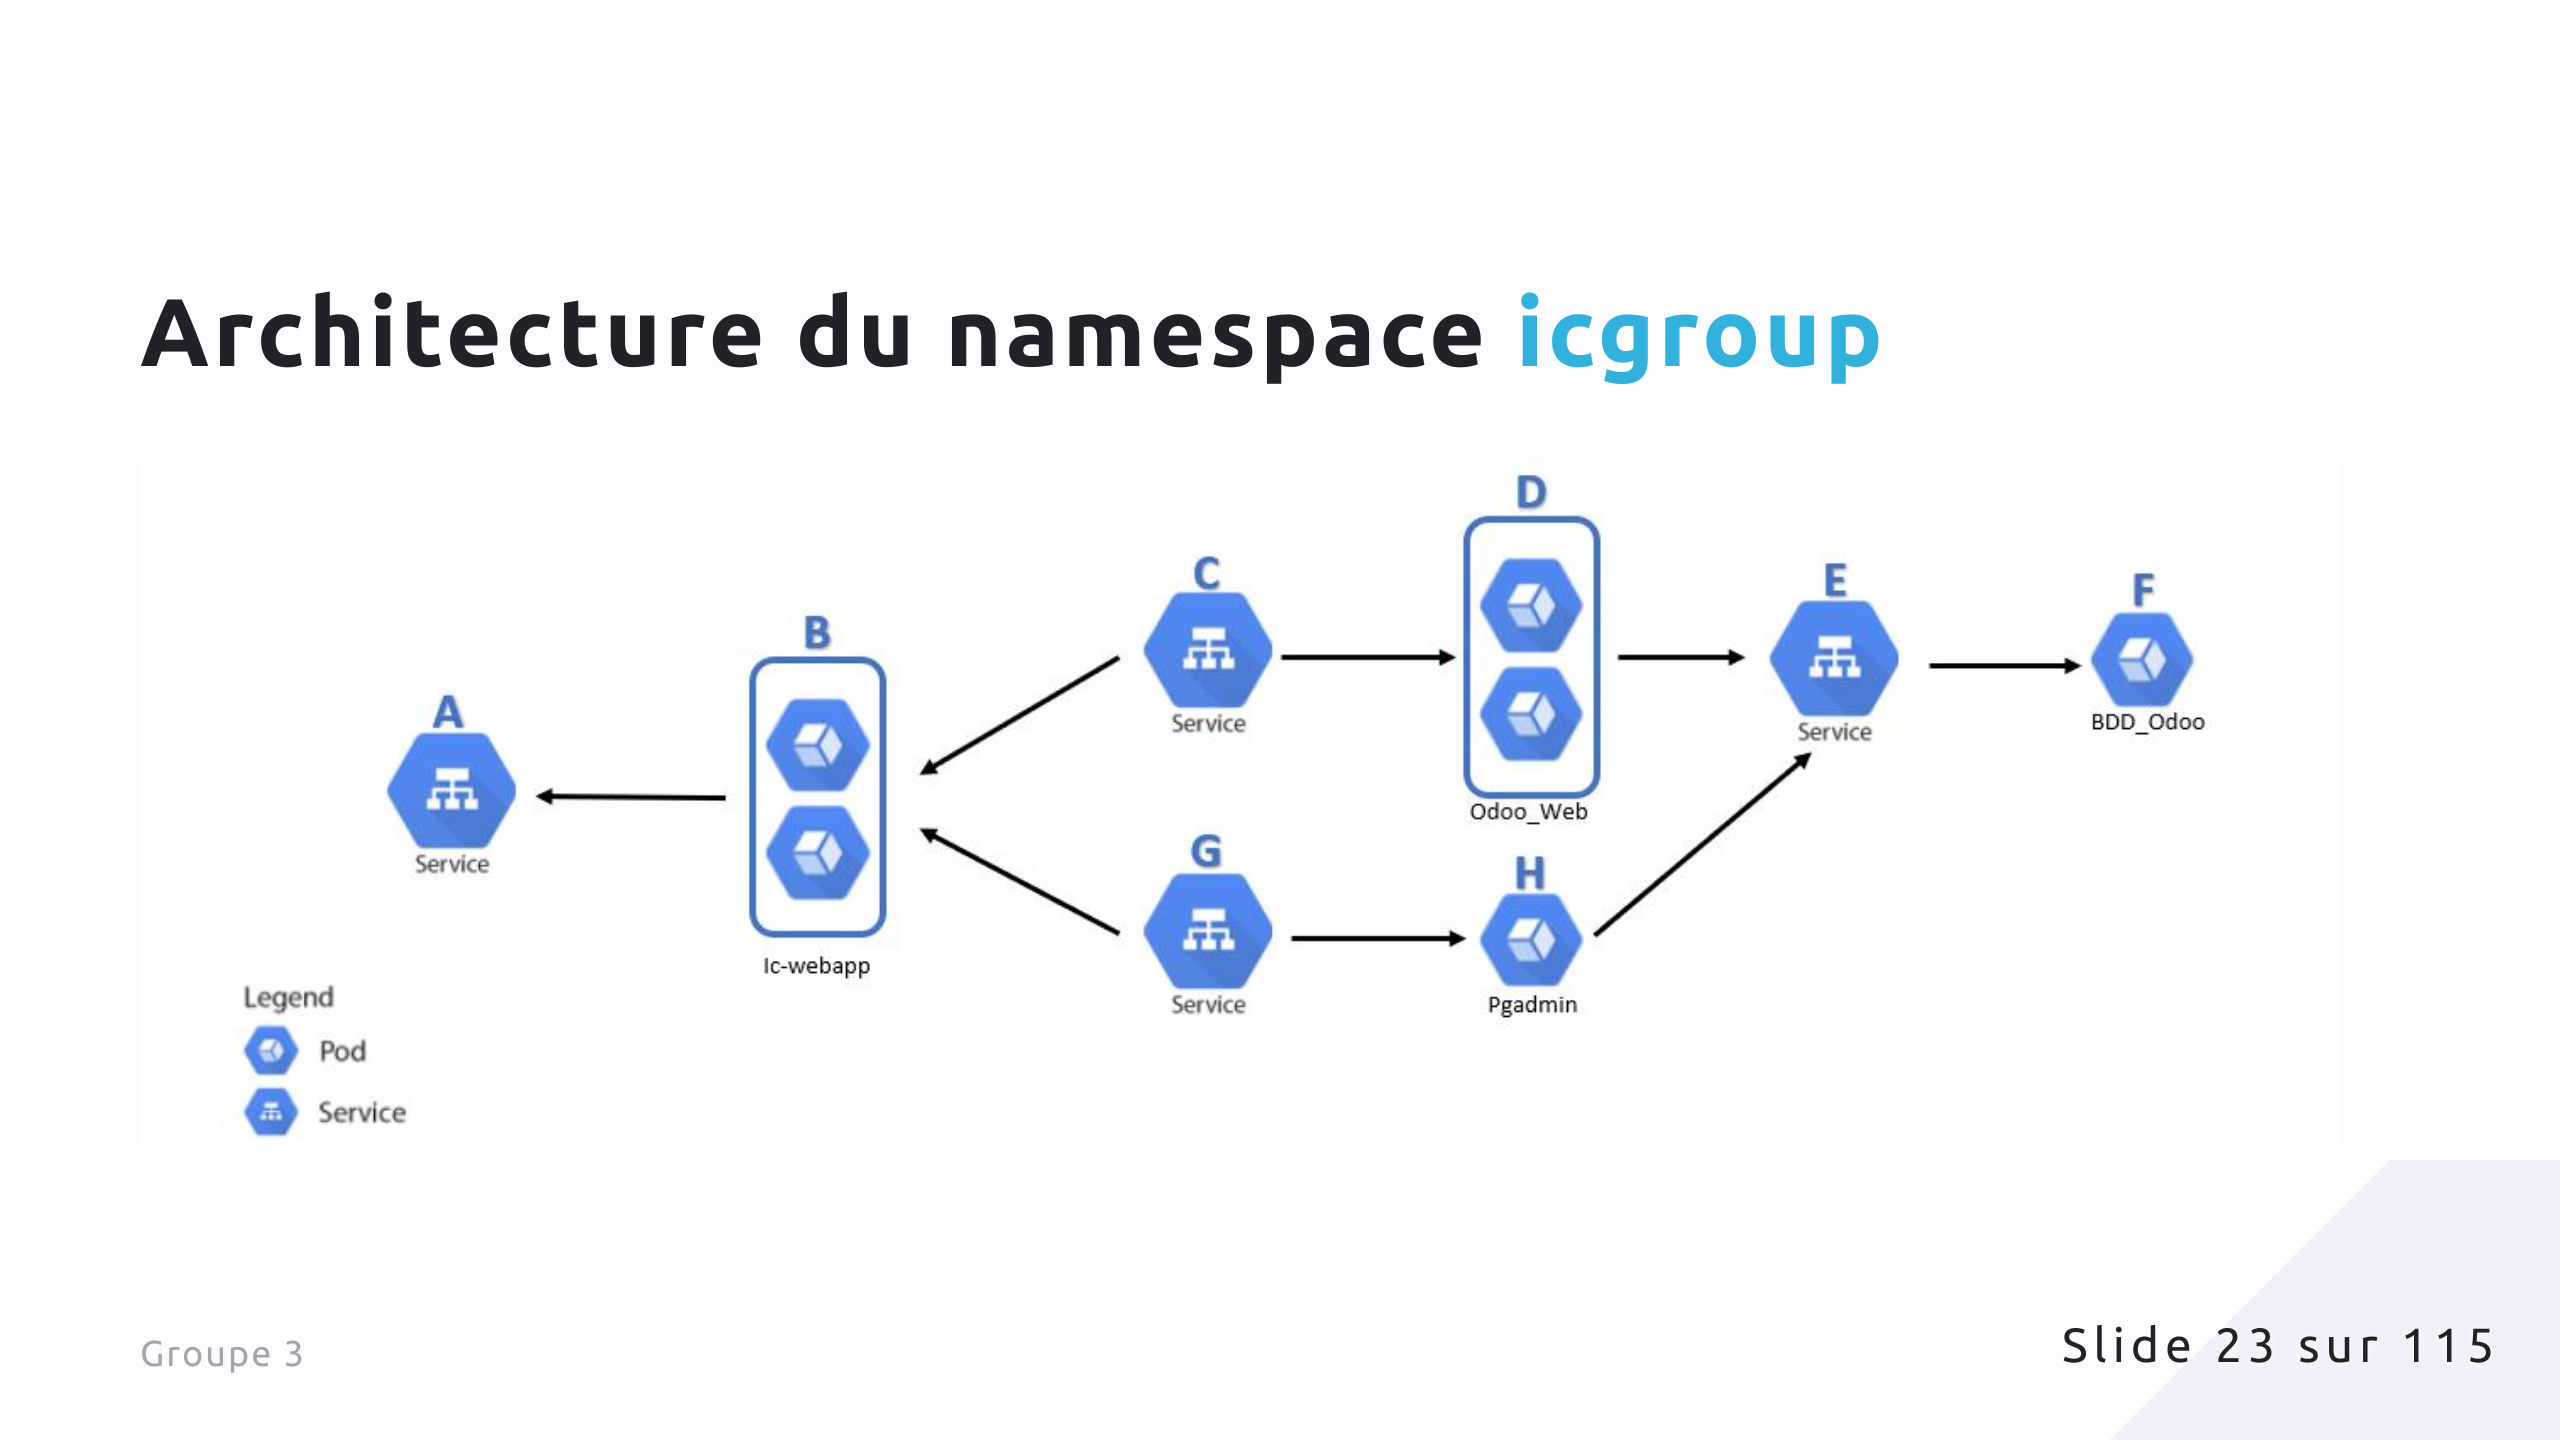 Architecture du namespace icgroup
D
C
E
F
B
A
Service
BDD_Odoo
Service
Odoo_Web
G
H
Service
Ic-webapp
Service
Pgadmin
Legend
Pod
Service
Groupe 3
Slide 23 sur 115